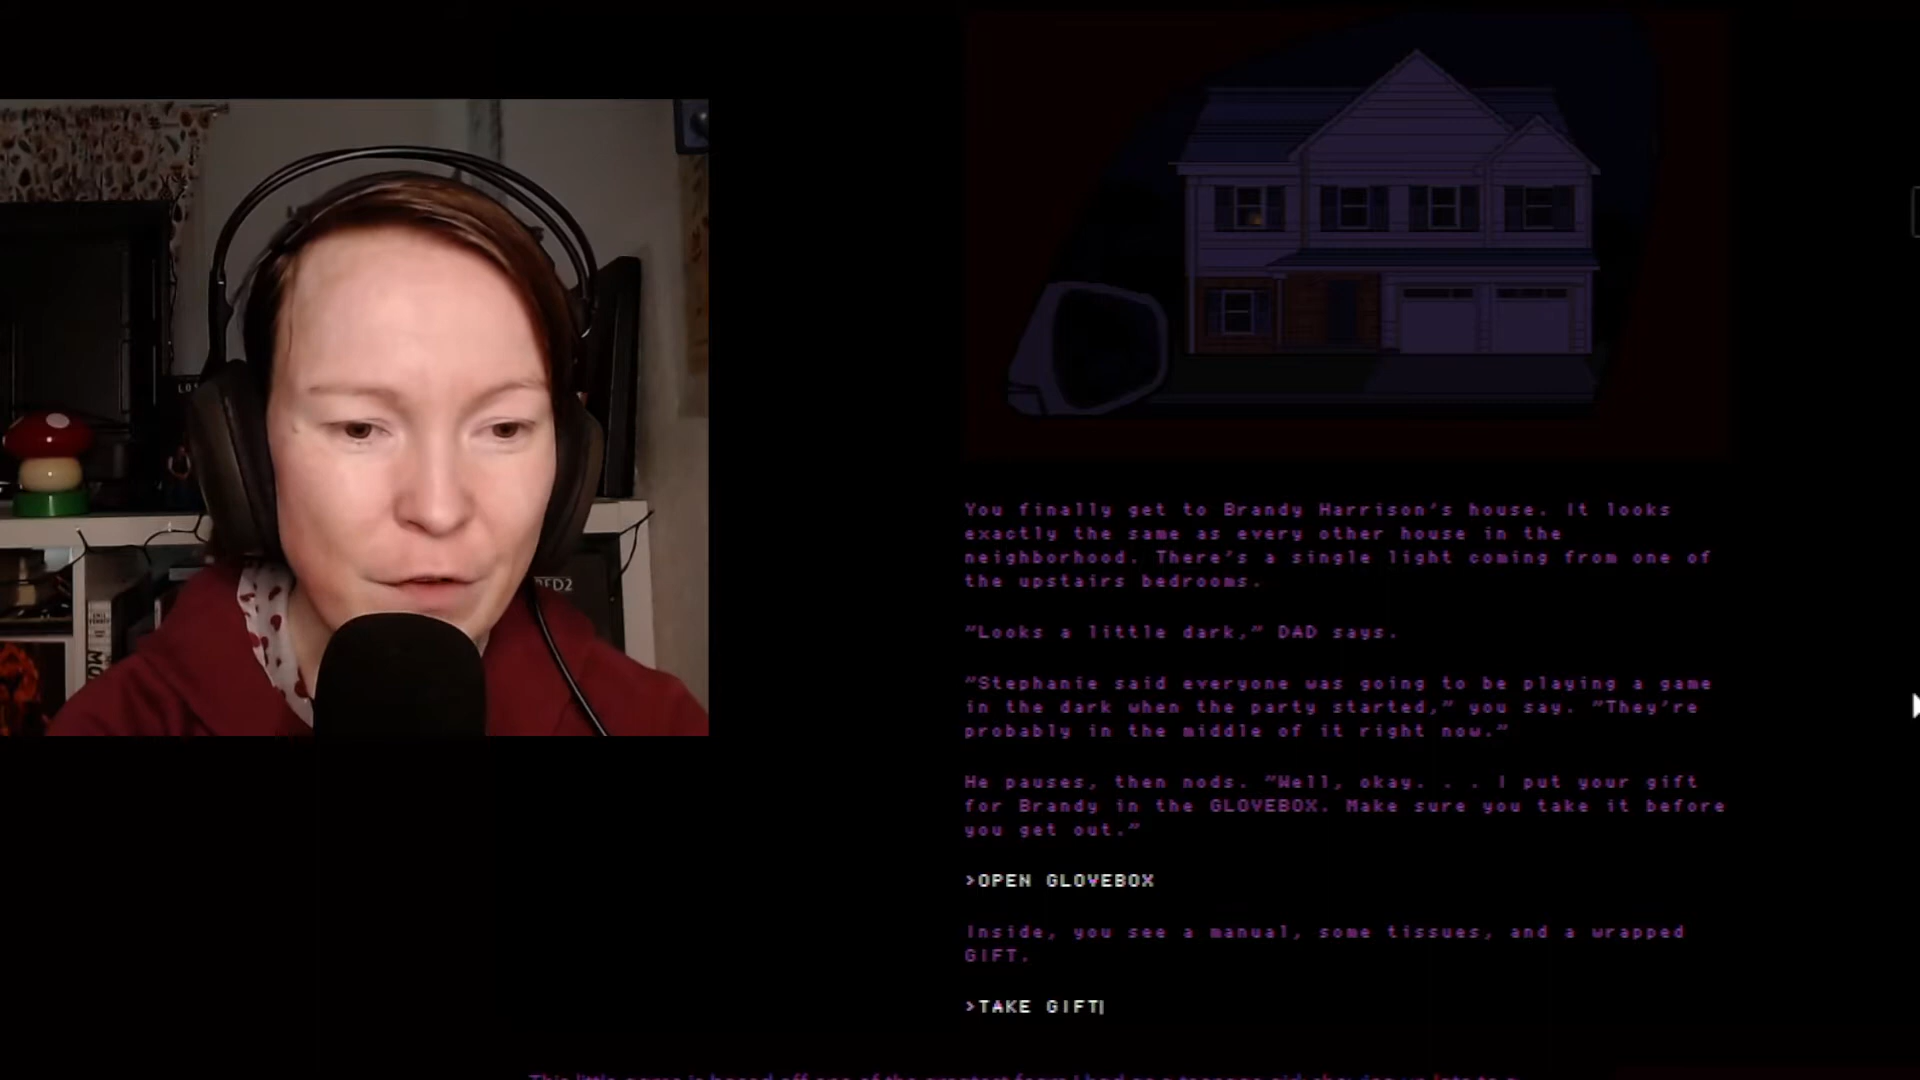 You finally get to Brandy Harrison's house. It looks
exactly the same as every other house in the
neighborhood. There's a single light coming from one of
the upstairs bedrooms.
"Looks a little dark," DAD says.
"Stephanie said everyone was going to be playing a game
in the dark when the party started," you say. "They're
probably in the middle of it right now."
He pauses, then nods. "Well, okay. . . I put your gift
for Brandy in the GLOVEBOX. Make sure you take it before
you get out."
>OPEN GLOVEBOX
Inside, you see a manual, some tissues, and a wrapped
GIFT.
>TAKE GIFT